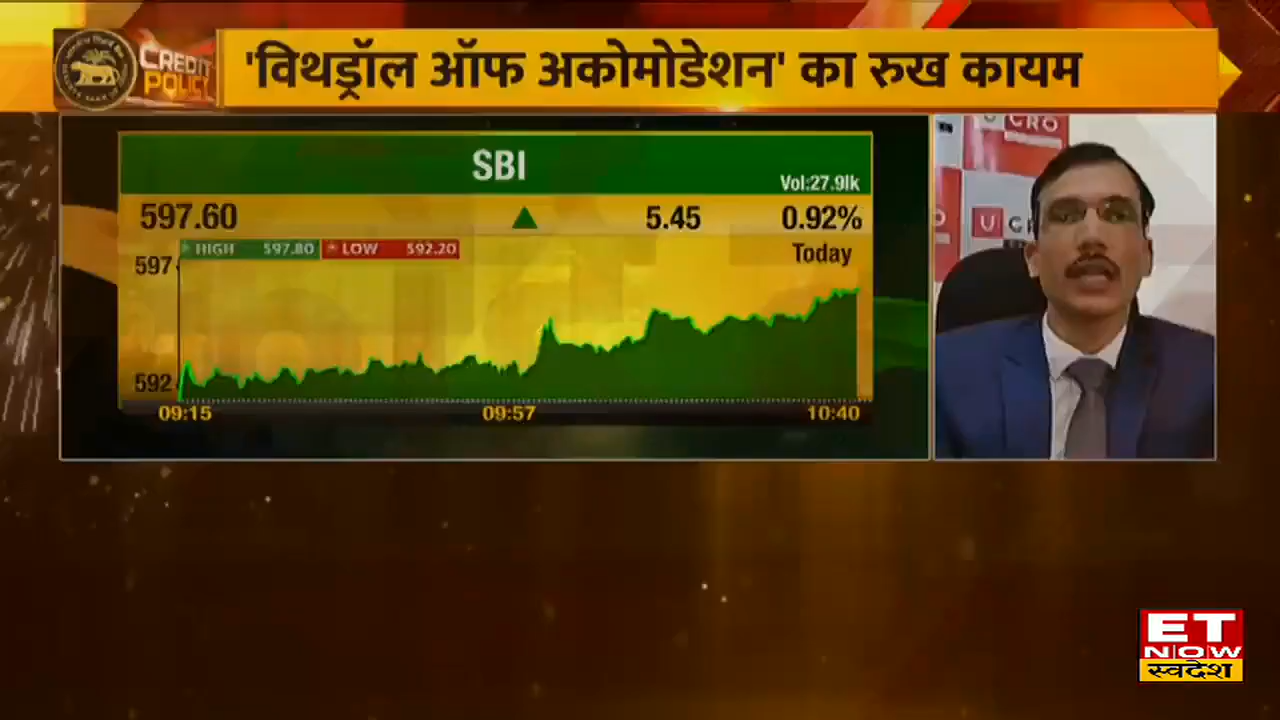 CREDIT
POLICY
'विथड्रॉल ऑफ अकोमोडेशन' का रुख कायम
SBI
Vol:27.9lk
597.60 ▲ 5.45 0.92%
HIGH 597.80 LOW 592.20
Today
597
592
09:15 09:57 10:40
U GRO
U
ET
NOW
स्वदेश